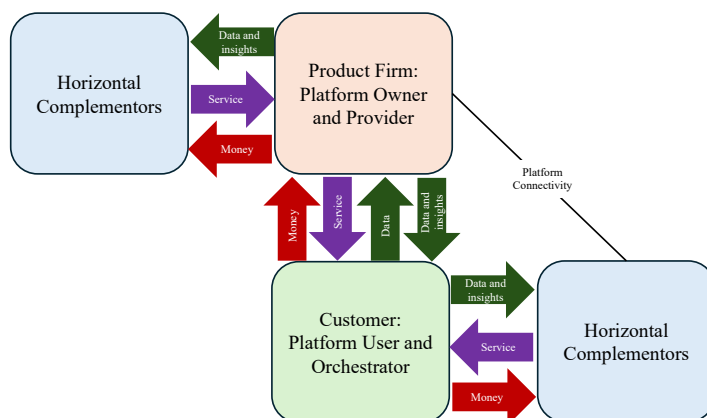 Data and
insights
Horizontal
Complementors
Service
Money
Product Firm:
Platform Owner
and Provider
Platform
Connectivity
Money
Service
Data
Data and
insights
Customer:
Platform User and
Orchestrator
Data and
insights
Service
Money
Horizontal
Complementors